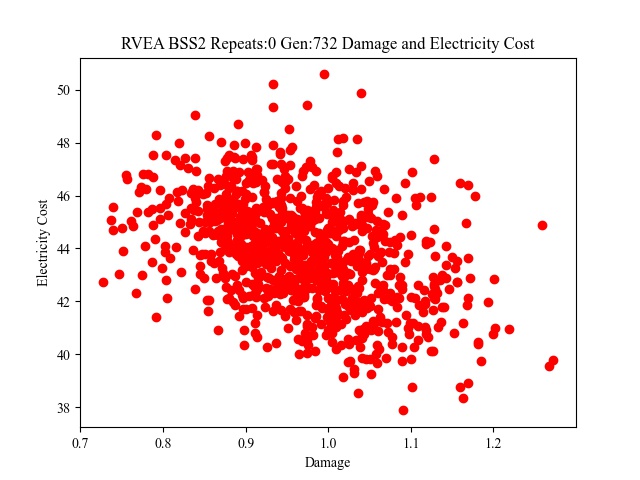 RVEA BSS2 Repeats:0 Gen:732 Damage and Electricity Cost
50
48
46
44
42
40
38
Electricity Cost
0.7 0.8 0.9 1.0 1.1 1.2
Damage